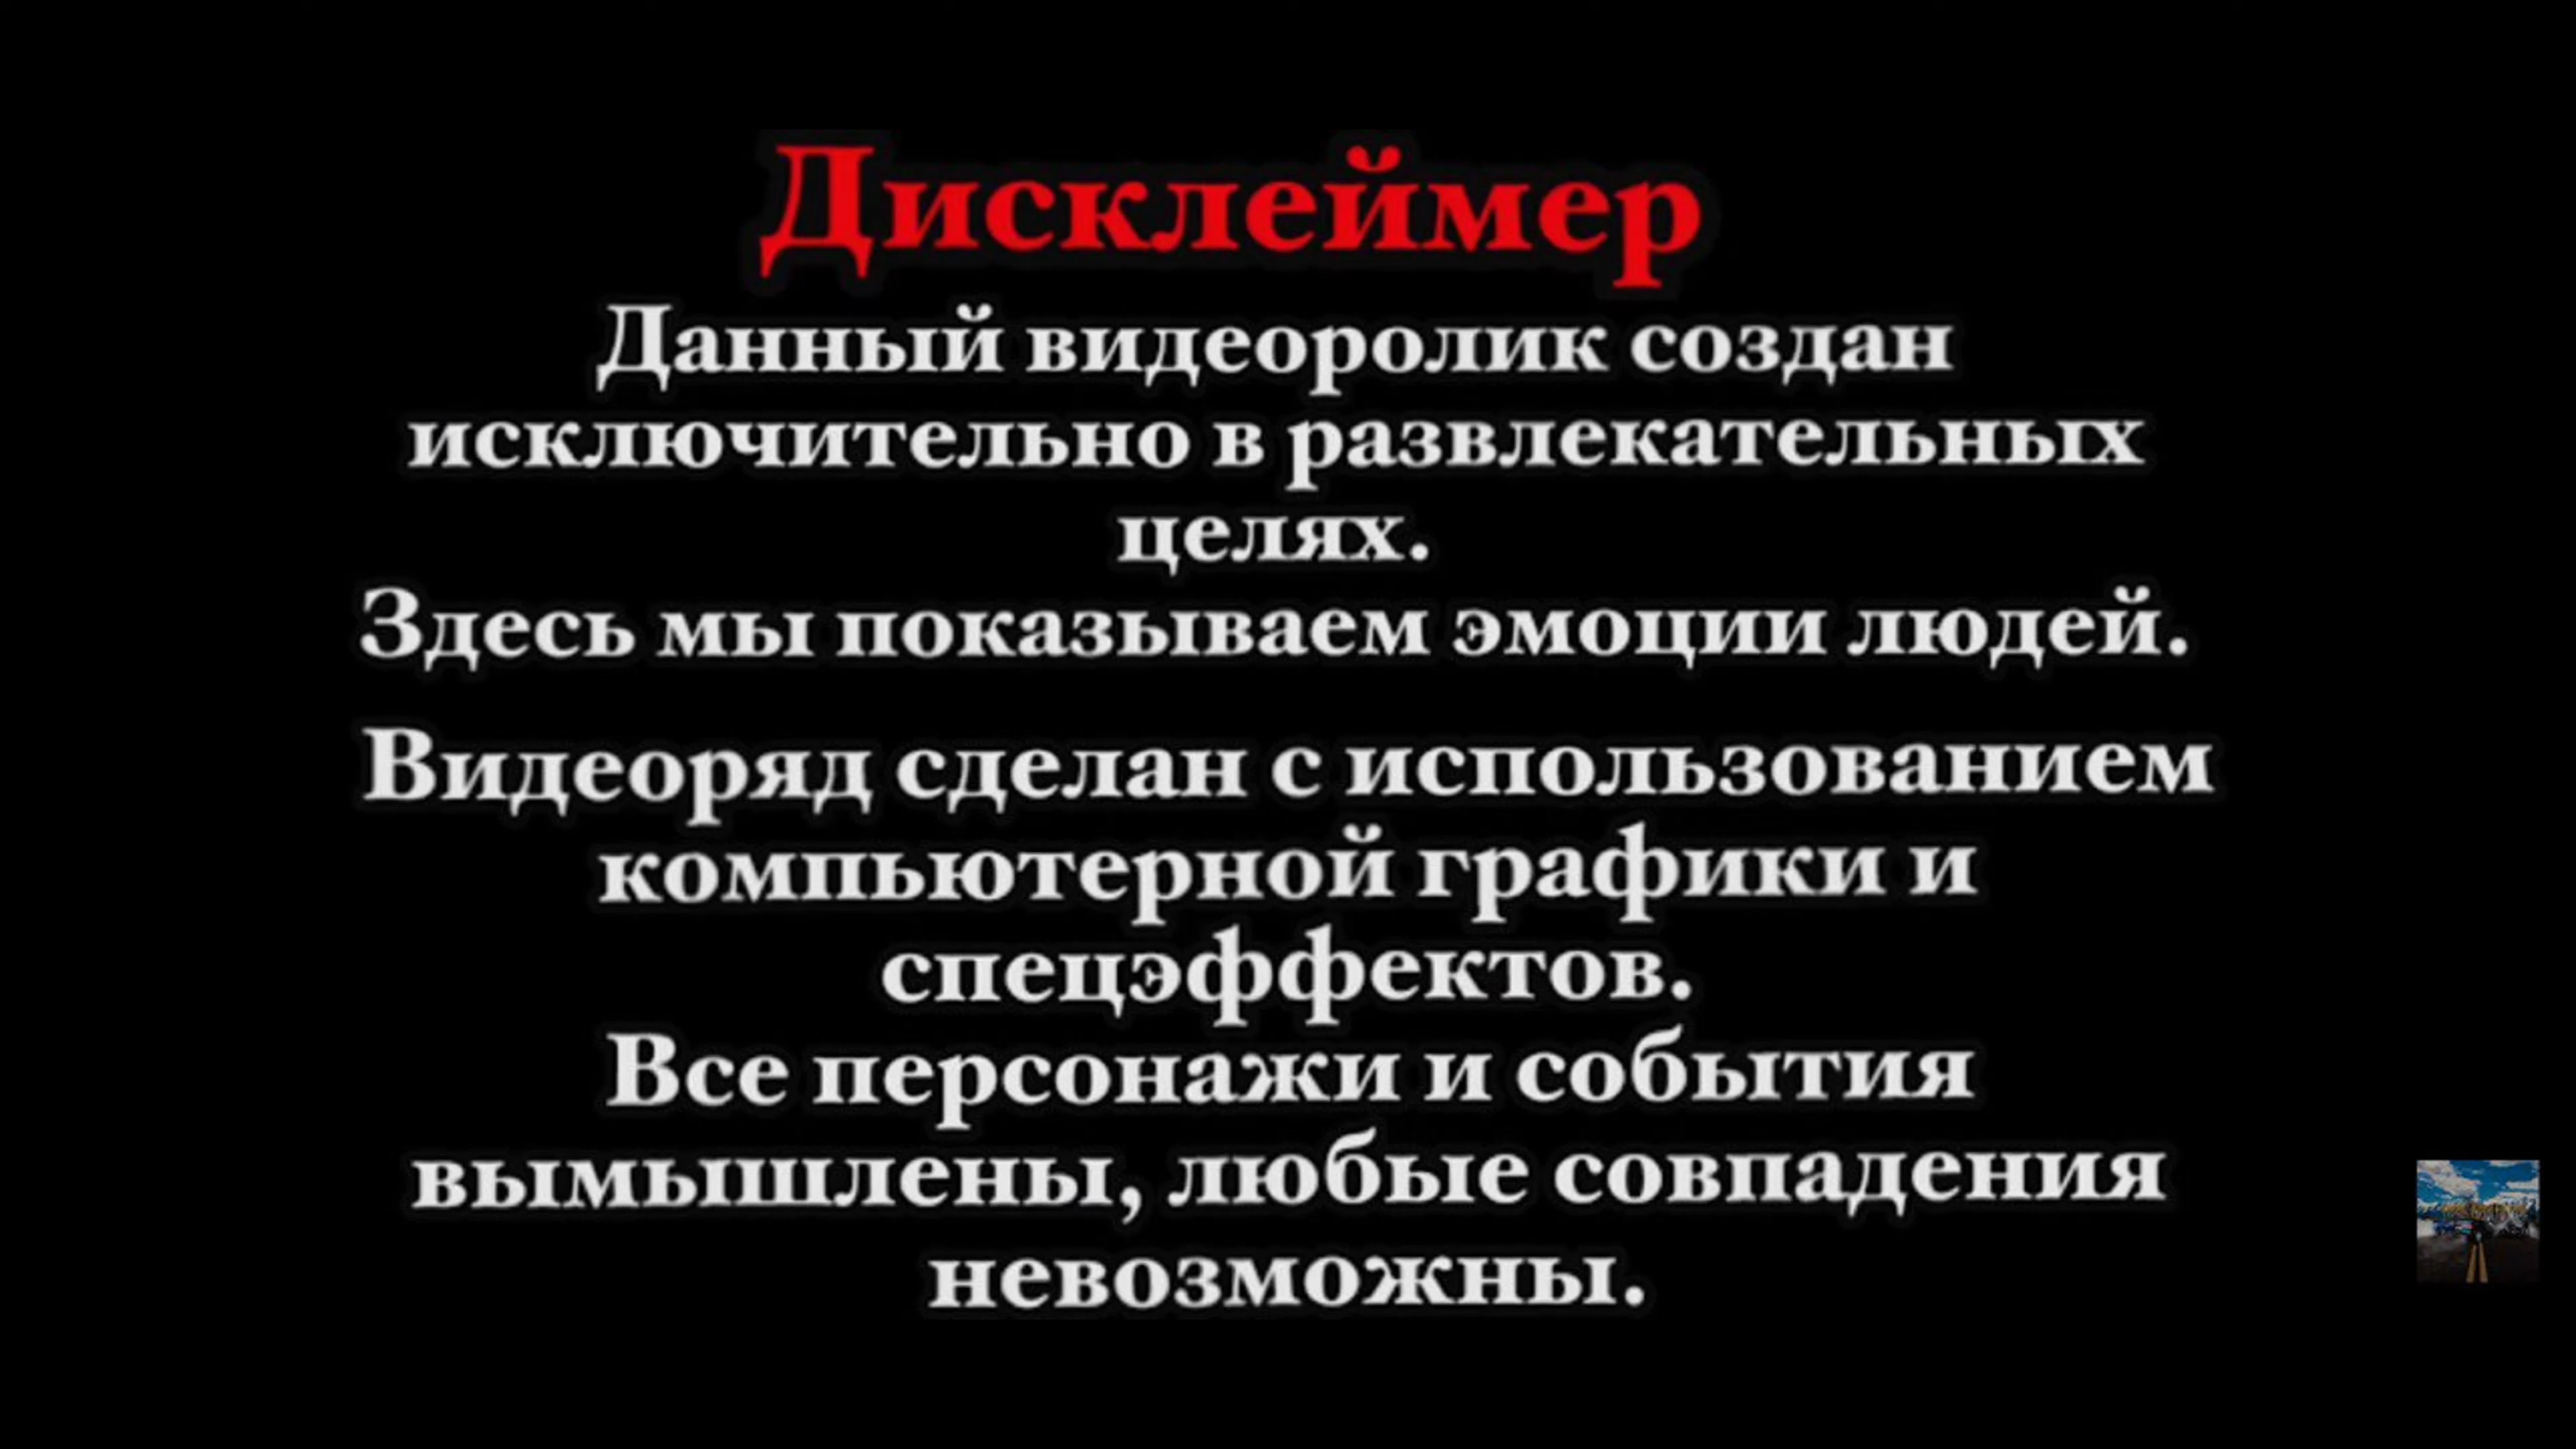 Дисклеймер
Данный видеоролик создан
исключительно в развлекательных
целях.
Здесь мы показываем эмоции людей.
Видеоряд сделан с использованием
компьютерной графики и
спецэффектов.
Все персонажи и события
вымышлены, любые совпадения
невозможны.